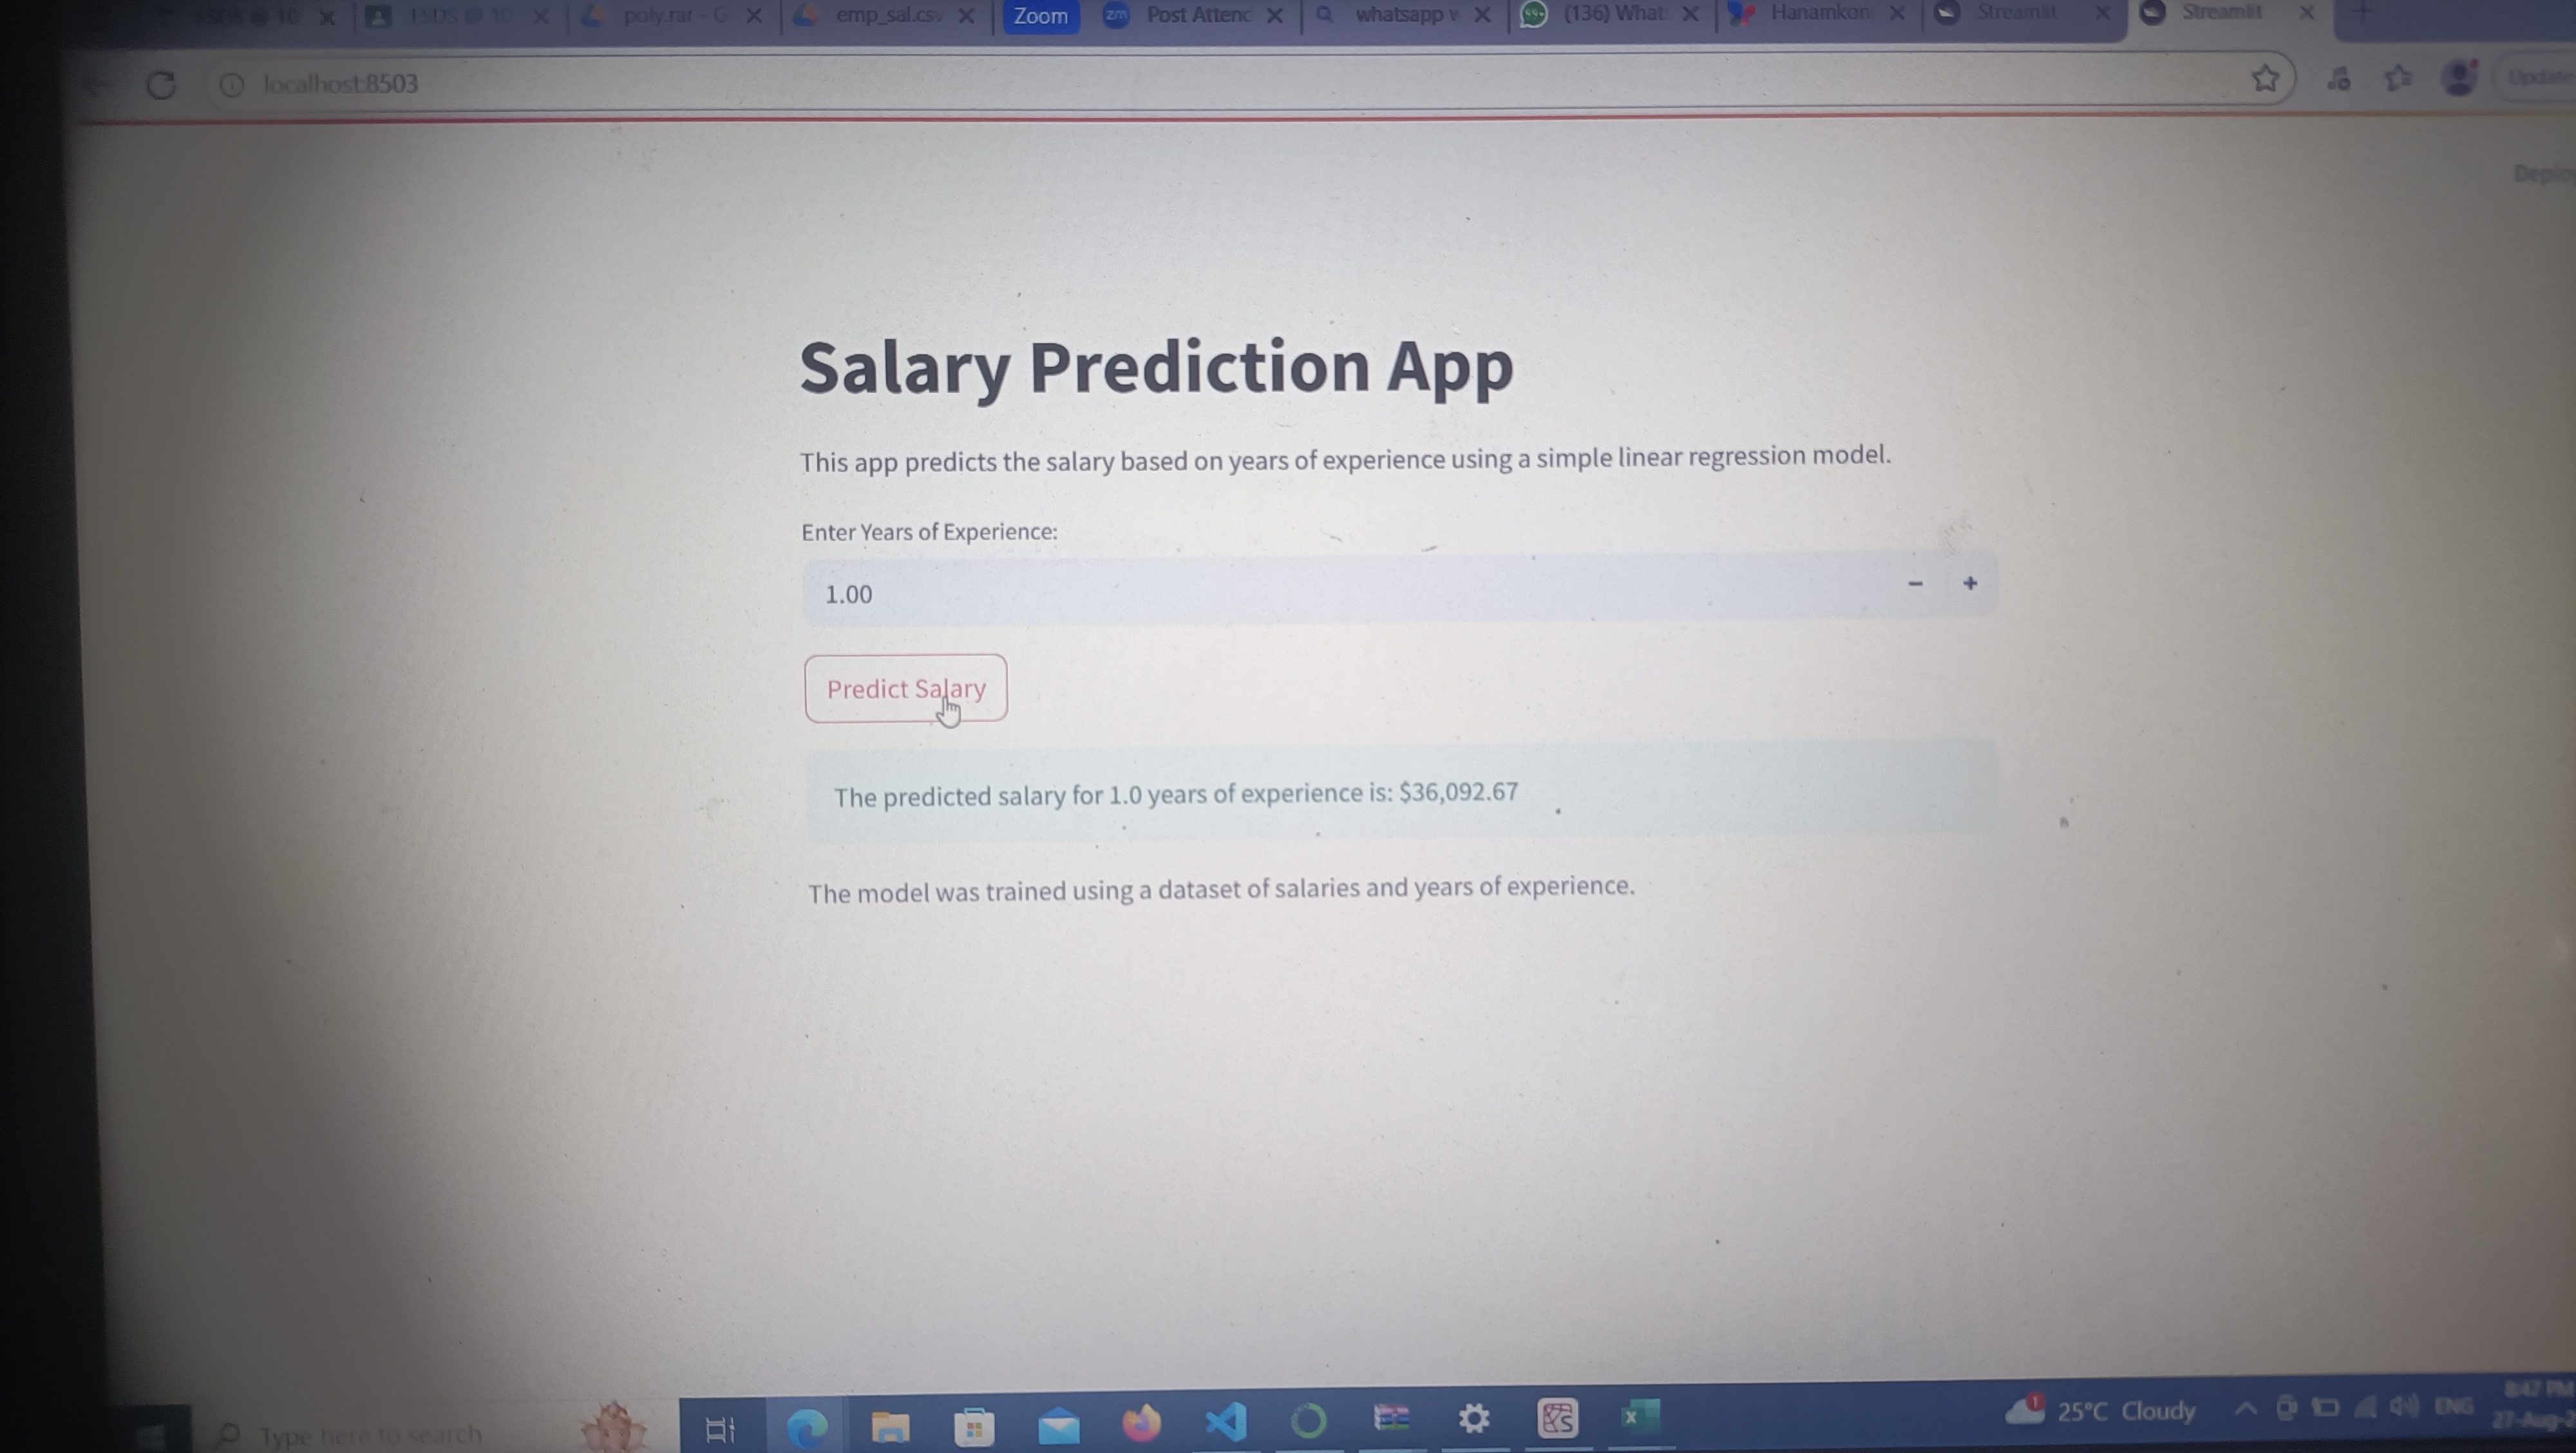 TSDS @ 10
poly.rar - G
emp_sal.csv
Zoom
zm
Post Attenc
whatsapp v
99+
(136) What
Hanamkon
Streamlit
Streamlit
localhost:8503
Update
Deploy
Salary Prediction App
This app predicts the salary based on years of experience using a simple linear regression model.
Enter Years of Experience:
1.00
− +
Predict Salary
The predicted salary for 1.0 years of experience is: $36,092.67
The model was trained using a dataset of salaries and years of experience.
Type here to search
1
25°C Cloudy
ENG
8:47 PM
27-Aug-2